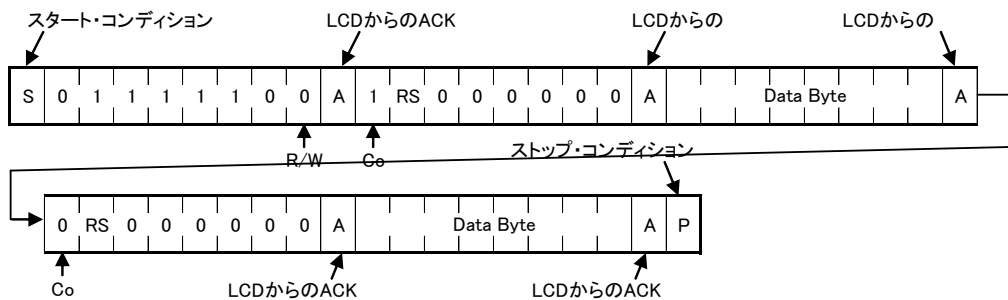 スタート・コンディション LCDからのACK LCDからの LCDからの
S 0 1 1 1 1 1 0 0 A 1 RS 0 0 0 0 0 0 A Data Byte A
R/W Co ストップ・コンディション
0 RS 0 0 0 0 0 0 A Data Byte A P
Co LCDからのACK LCDからのACK